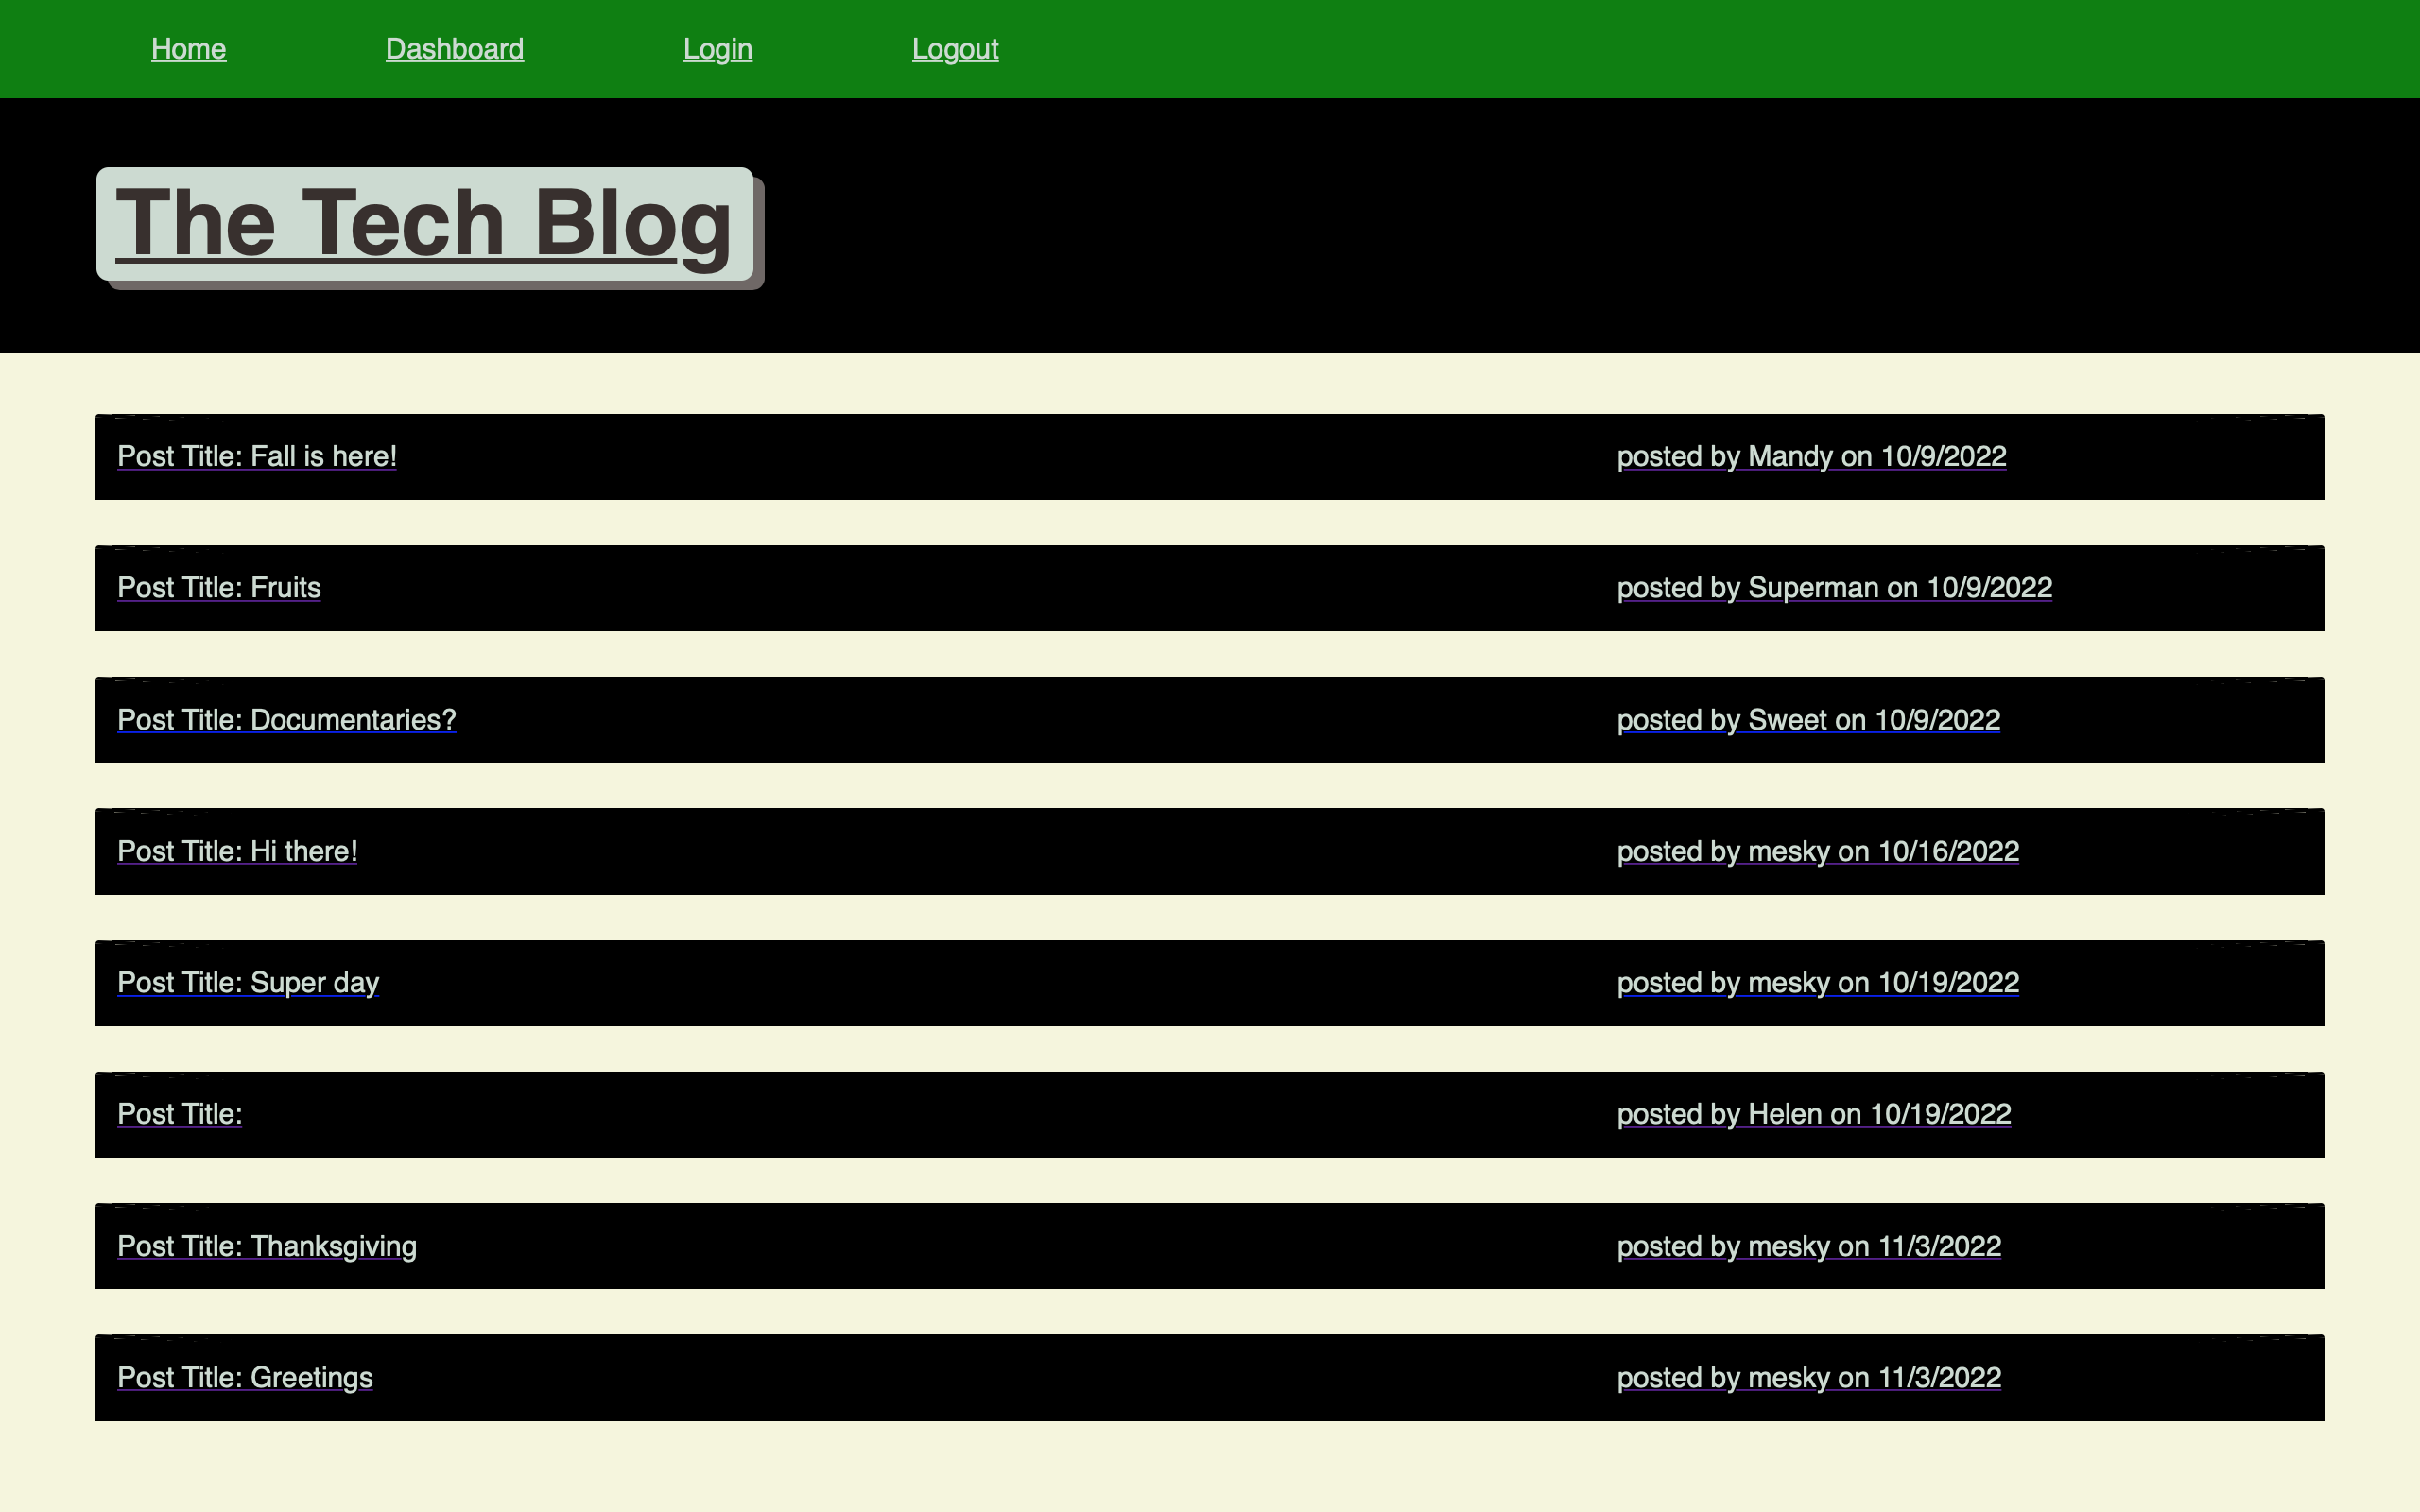 Home Dashboard Login Logout
The Tech Blog
Post Title: Fall is here! posted by Mandy on 10/9/2022
Post Title: Fruits posted by Superman on 10/9/2022
Post Title: Documentaries? posted by Sweet on 10/9/2022
Post Title: Hi there! posted by mesky on 10/16/2022
Post Title: Super day posted by mesky on 10/19/2022
Post Title: posted by Helen on 10/19/2022
Post Title: Thanksgiving posted by mesky on 11/3/2022
Post Title: Greetings posted by mesky on 11/3/2022